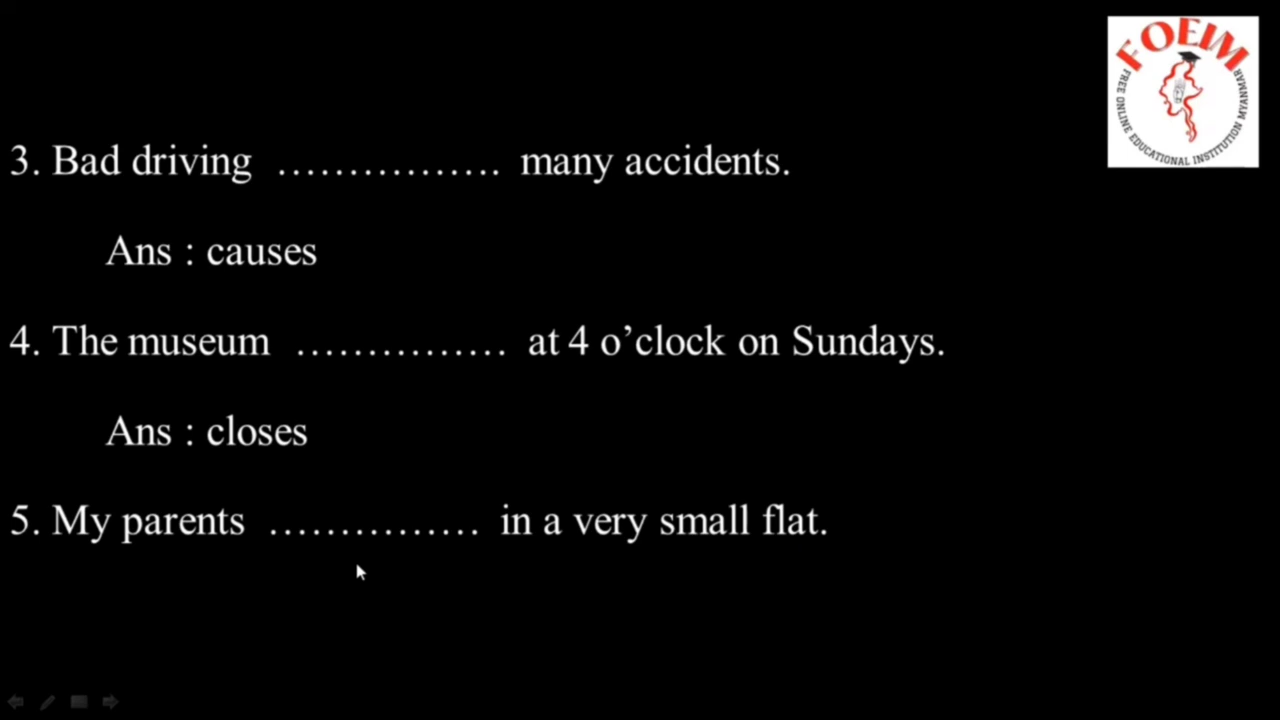 FOEIM
FREE ONLINE EDUCATIONAL INSTITUTION MYANMAR
3. Bad driving ................ many accidents.
Ans : causes
4. The museum ............... at 4 o’clock on Sundays.
Ans : closes
5. My parents ............... in a very small flat.